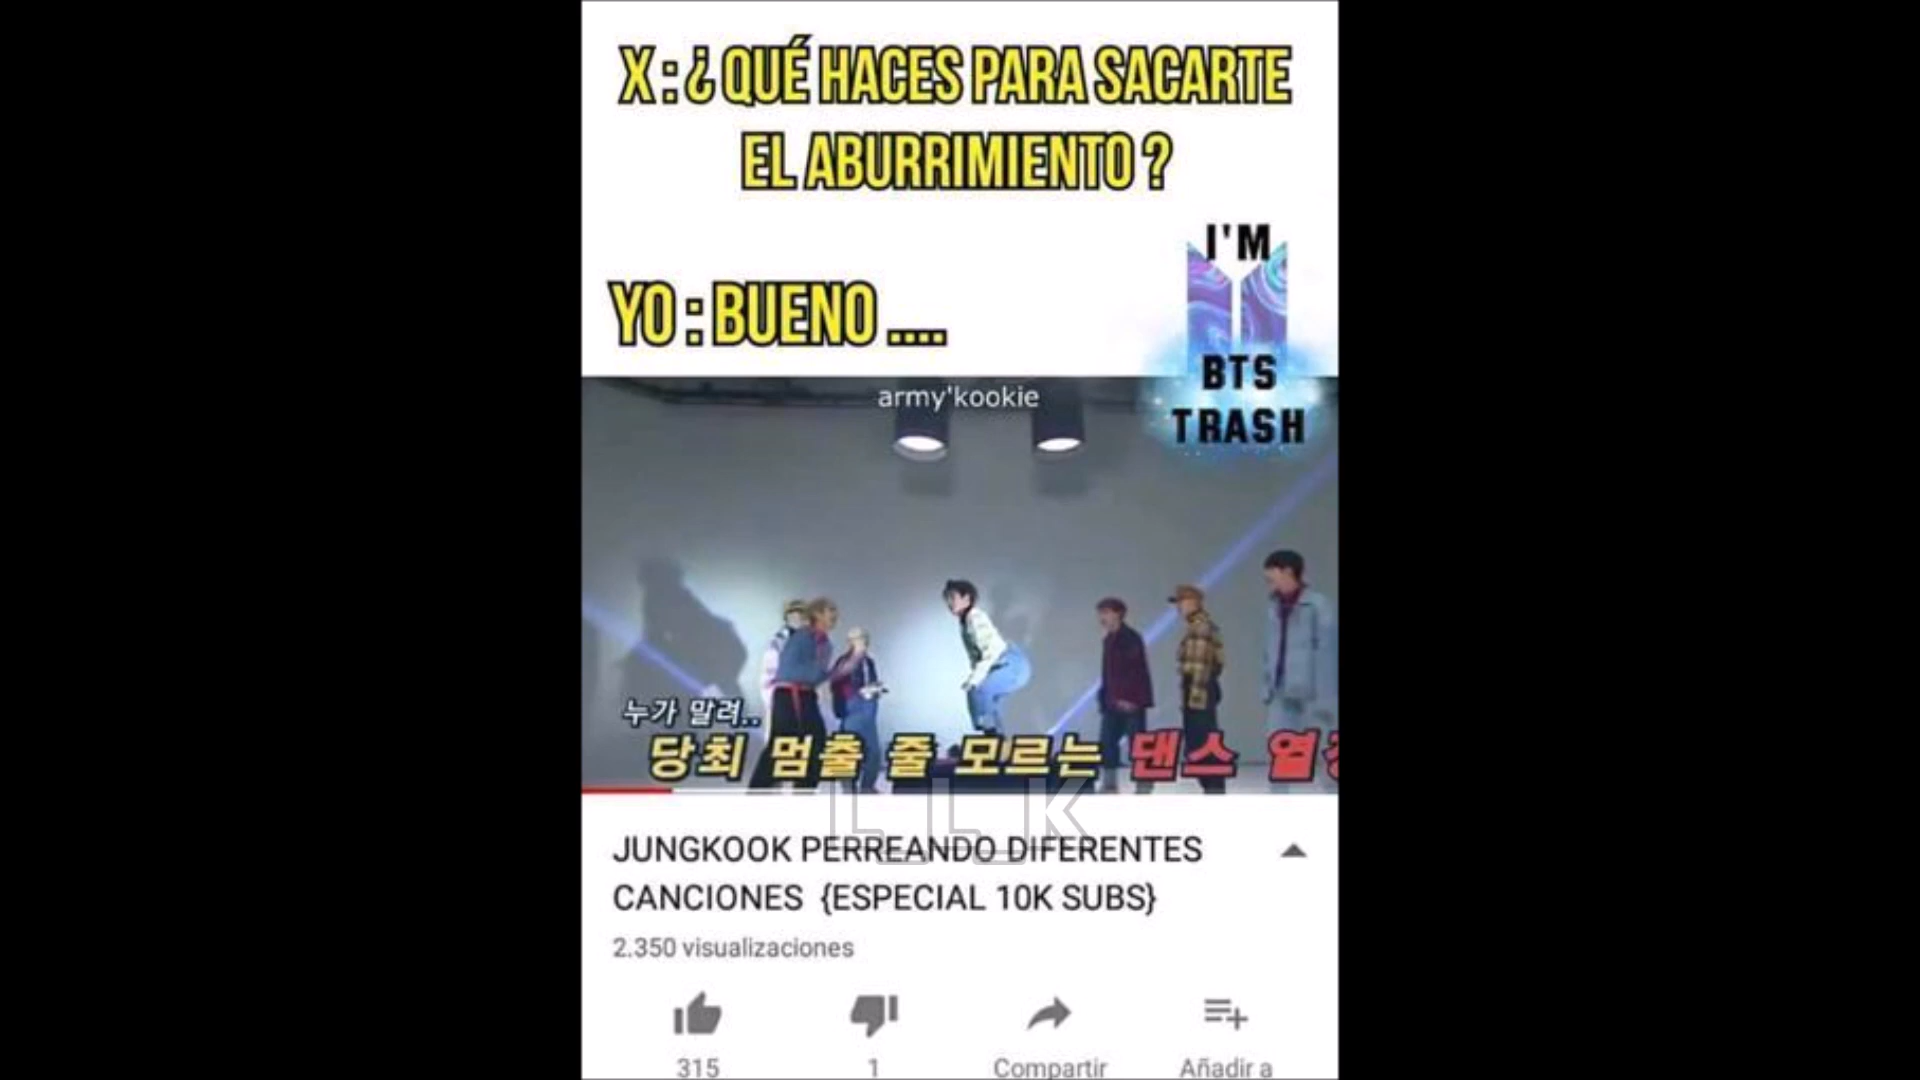 X : ¿ QUÉ HACES PARA SACARTE
EL ABURRIMIENTO ?
YO : BUENO ....
I'M
BTS
TRASH
army'kookie
누가 말려..
당최 멈출 줄 모르는 댄스 열
LLK
JUNGKOOK PERREANDO DIFERENTES
CANCIONES {ESPECIAL 10K SUBS}
2.350 visualizaciones
315
1
Compartir
Añadir a